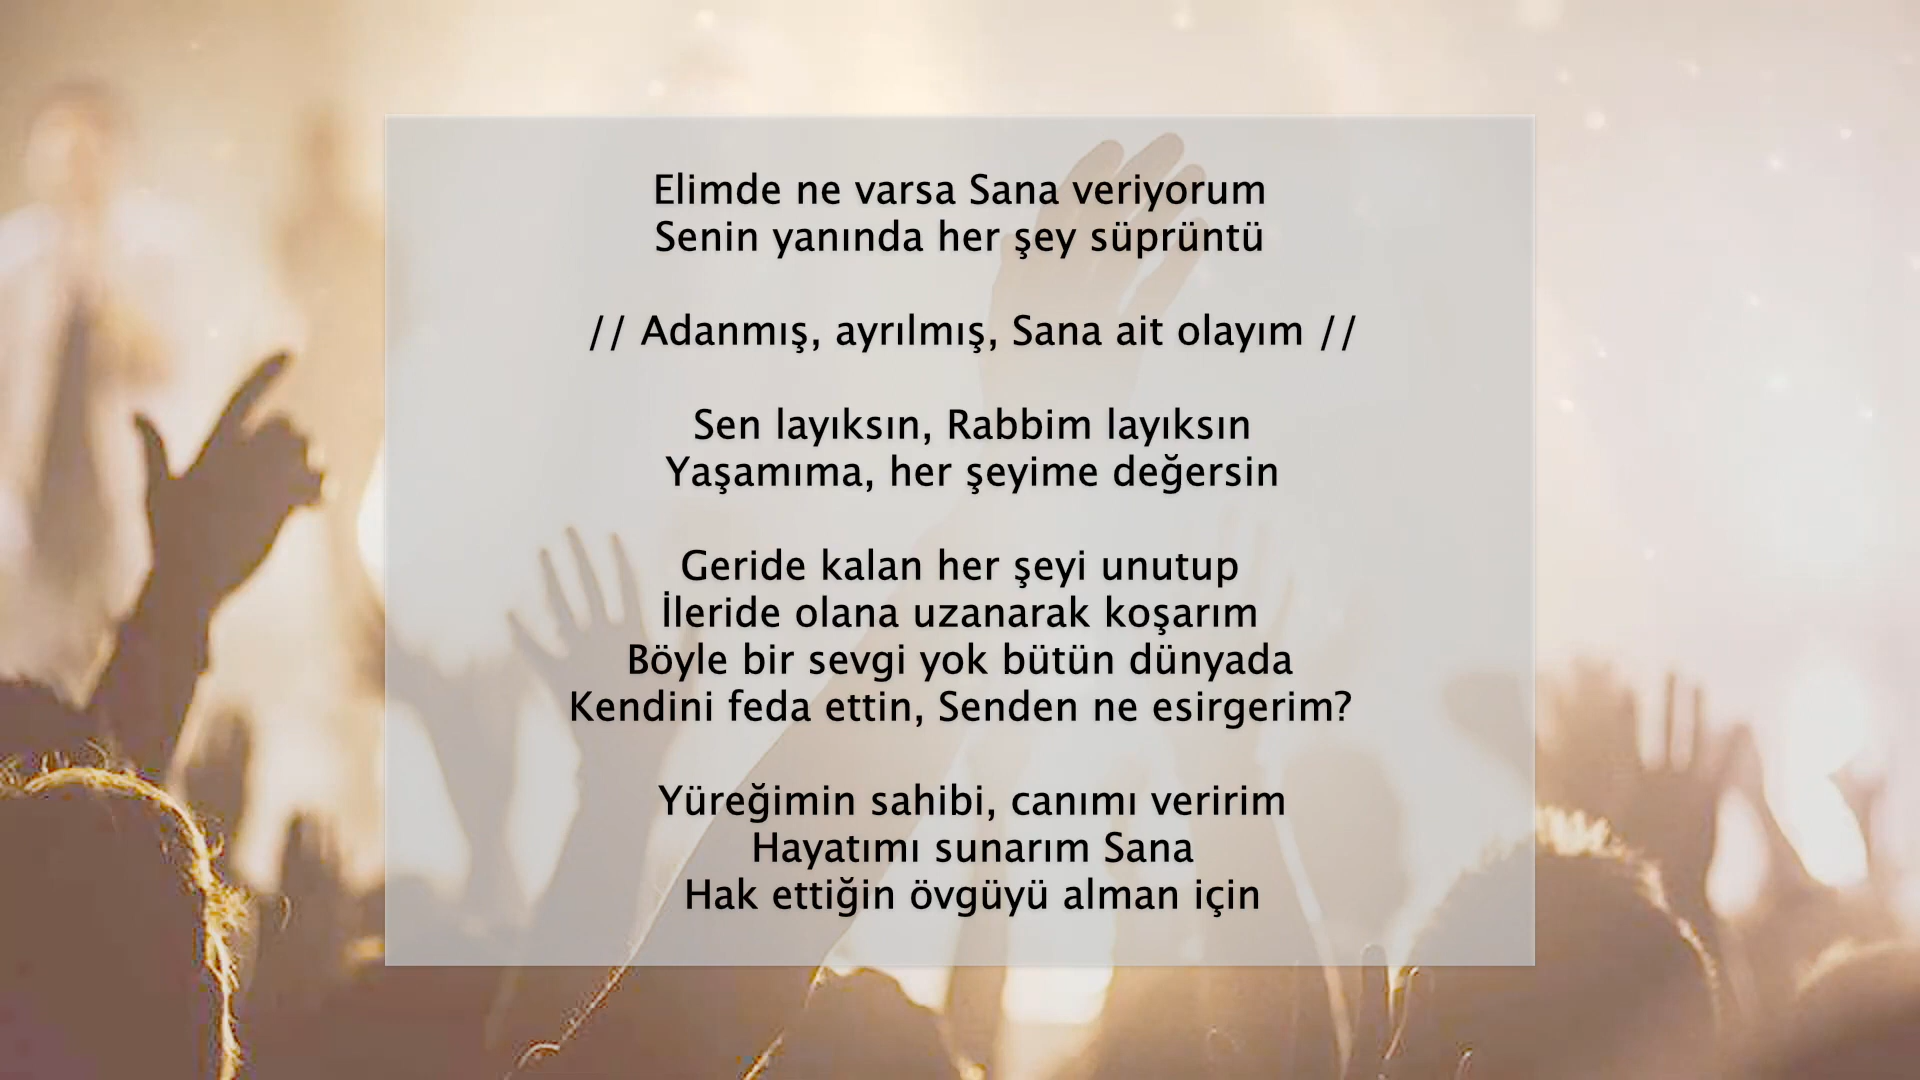 Elimde ne varsa Sana veriyorum
Senin yanında her şey süprüntü
// Adanmış, ayrılmış, Sana ait olayım //
Sen layıksın, Rabbim layıksın
Yaşamıma, her şeyime değersin
Geride kalan her şeyi unutup
İleride olana uzanarak koşarım
Böyle bir sevgi yok bütün dünyada
Kendini feda ettin, Senden ne esirgerim?
Yüreğimin sahibi, canımı veririm
Hayatımı sunarım Sana
Hak ettiğin övgüyü alman için